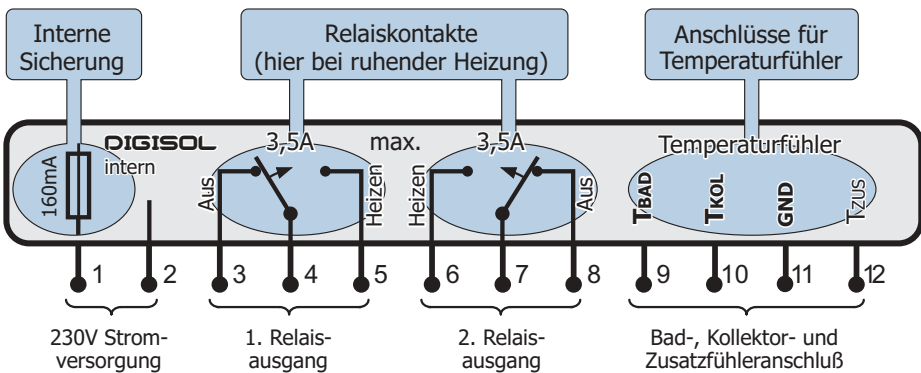 Interne
Sicherung
Relaiskontakte
(hier bei ruhender Heizung)
Anschlüsse für
Temperaturfühler
DIGISOL
intern
160mA
3,5A
max.
3,5A
Temperaturfühler
Aus
Heizen
Heizen
Aus
TBAD
TKOL
GND
TZUS
1 2 3 4 5 6 7 8 9 10 11 12
230V Strom-
versorgung
1. Relais-
ausgang
2. Relais-
ausgang
Bad-, Kollektor- und
Zusatzfühleranschluß